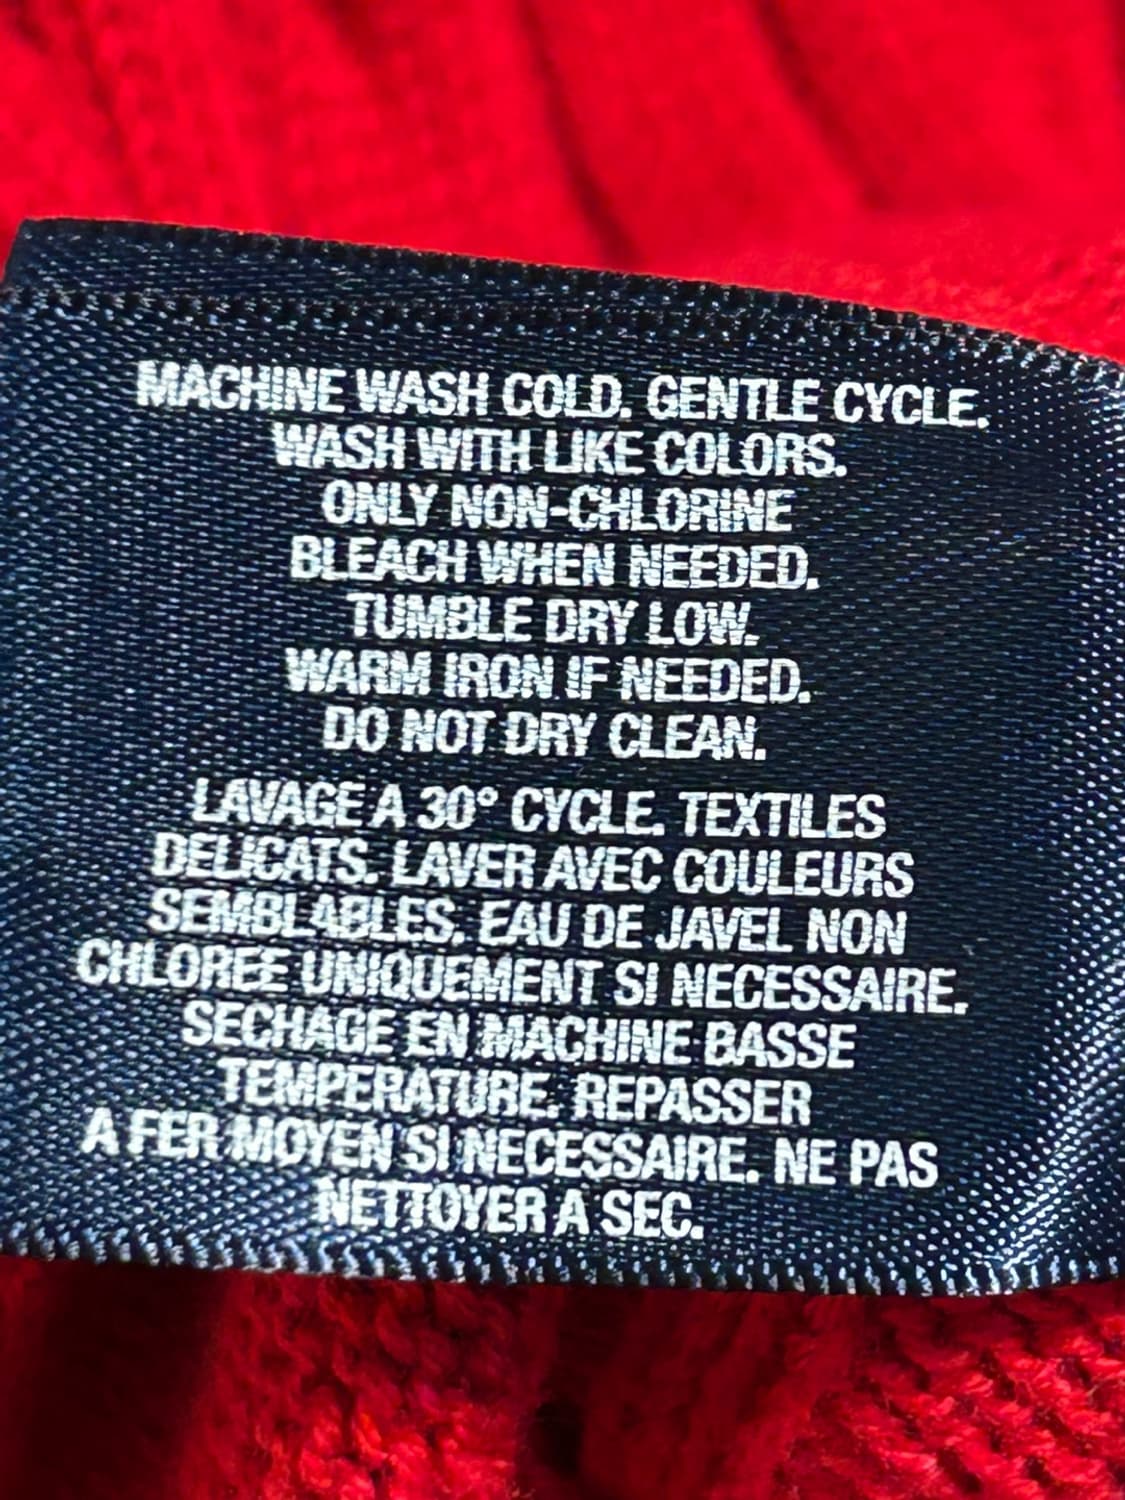 MACHINE WASH COLD. GENTLE CYCLE.
WASH WITH LIKE COLORS.
ONLY NON-CHLORINE
BLEACH WHEN NEEDED.
TUMBLE DRY LOW.
WARM IRON IF NEEDED.
DO NOT DRY CLEAN.
LAVAGE A 30° CYCLE. TEXTILES
DELICATS. LAVER AVEC COULEURS
SEMBLABLES. EAU DE JAVEL NON
CHLOREE UNIQUEMENT SI NECESSAIRE.
SECHAGE EN MACHINE BASSE
TEMPERATURE. REPASSER
A FER MOYEN SI NECESSAIRE. NE PAS
NETTOYER A SEC.